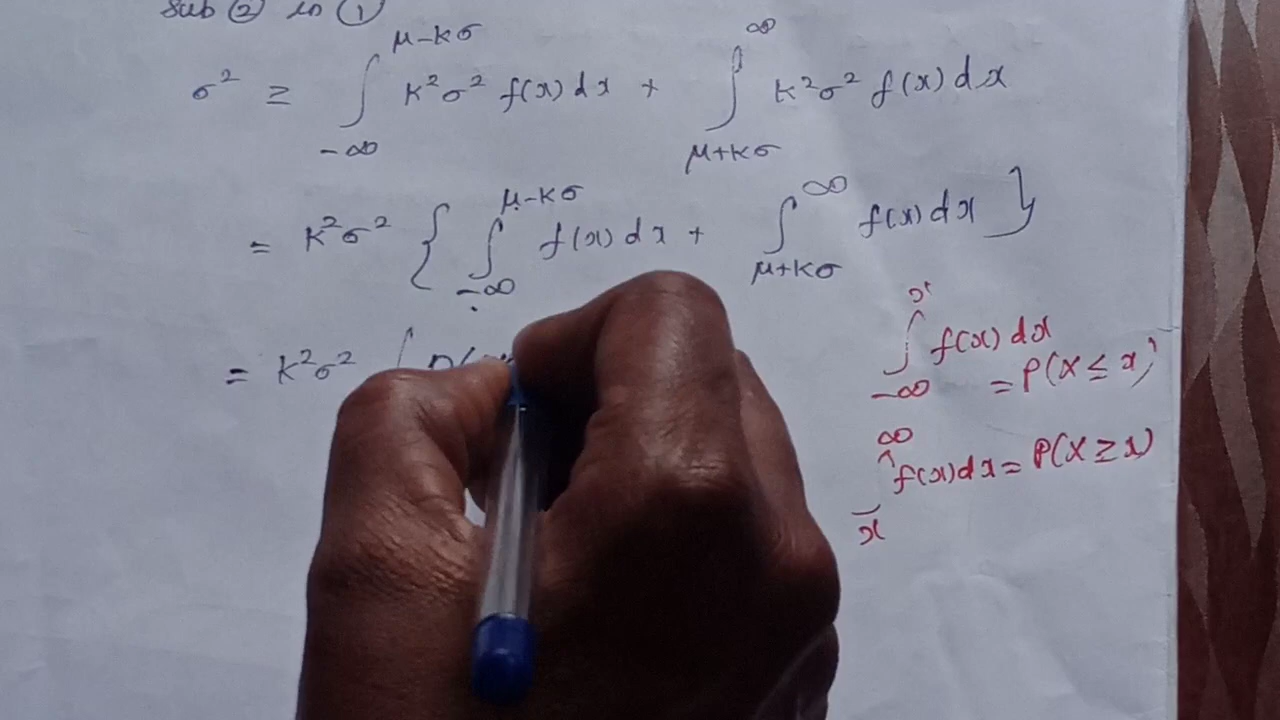 Sub ② in ①
σ² ≥ ∫_{-∞}^{μ-kσ} k²σ² f(x) dx + ∫_{μ+kσ}^{∞} k²σ² f(x) dx
= k²σ² { ∫_{-∞}^{μ-kσ} f(x) dx + ∫_{μ+kσ}^{∞} f(x) dx }
= k²σ² {
∫_{-∞}^{x} f(x) dx
= P(X ≤ x)
∫_{x}^{∞} f(x) dx = P(X ≥ x)